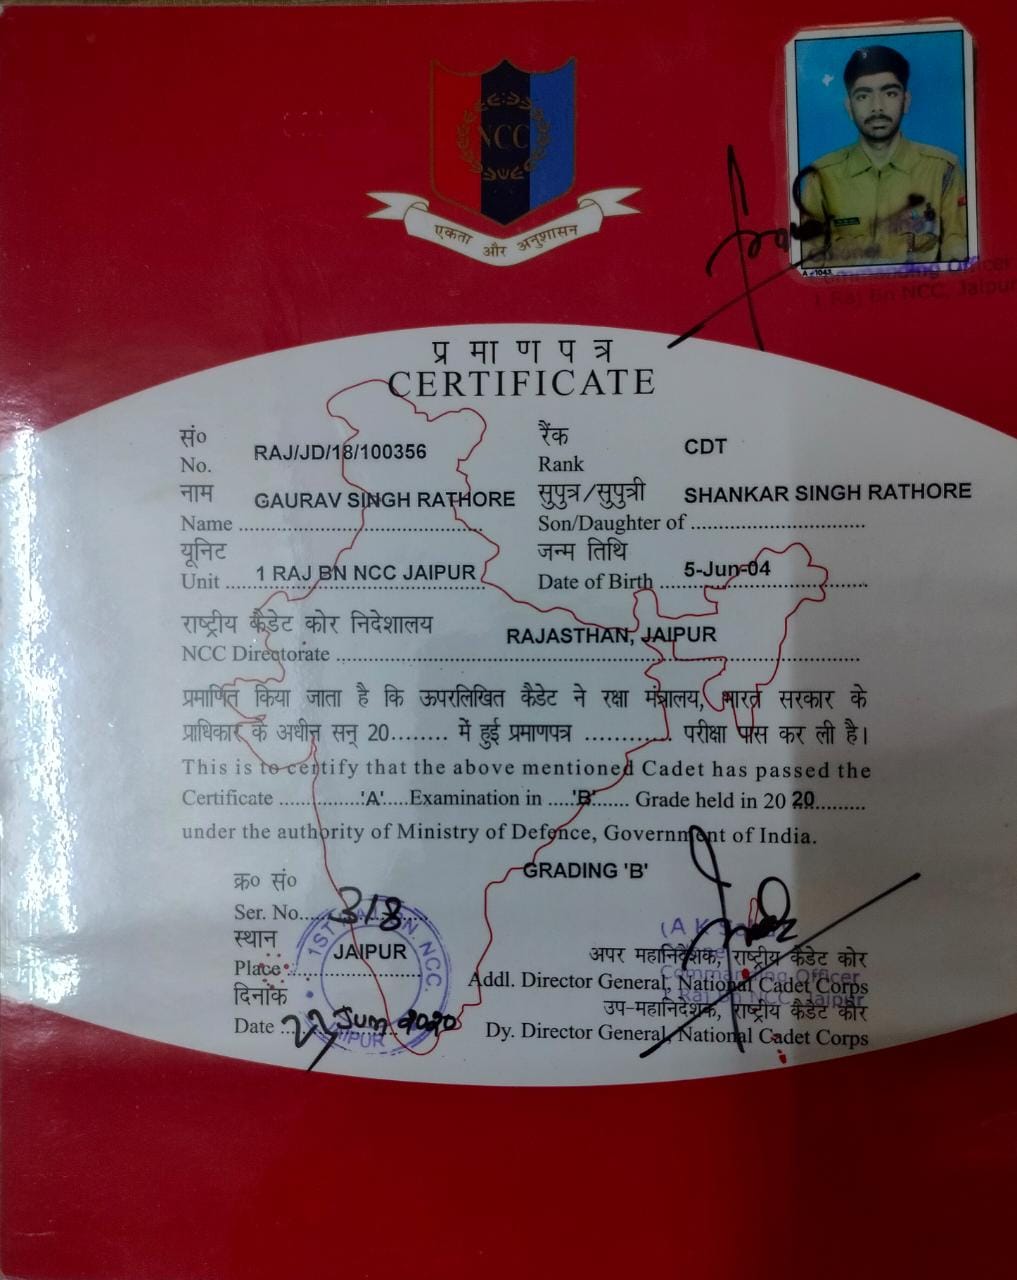 NCC
एकता और अनुशासन
A - 1043
Commanding Officer
1 Raj Bn NCC, Jaipur
प्रमाणपत्र
CERTIFICATE
सं० RAJ/JD/18/100356 रैंक CDT
No. Rank
नाम GAURAV SINGH RATHORE सुपुत्र/सुपुत्री SHANKAR SINGH RATHORE
Name ........................................ Son/Daughter of ................................
यूनिट 1 RAJ BN NCC JAIPUR जन्म तिथि 5-Jun-04
Unit ........................................ Date of Birth ................................
राष्ट्रीय कैडेट कोर निदेशालय RAJASTHAN, JAIPUR
NCC Directorate ................................................................................
प्रमाणित किया जाता है कि ऊपरलिखित कैडेट ने रक्षा मंत्रालय, भारत सरकार के
प्राधिकार के अधीन सन् 20........ में हुई प्रमाणपत्र ............ परीक्षा पास कर ली है।
This is to certify that the above mentioned Cadet has passed the
Certificate ..............'A'....Examination in .....'B'...... Grade held in 20 20............
under the authority of Ministry of Defence, Government of India.
GRADING 'B'
क्र० सं०
Ser. No.... 318
स्थान JAIPUR
Place ........................
दिनांक
Date ... Jun 2020
1ST RAJ BN. NCC. JAIPUR
(A K
Commanding Officer
1 Raj Bn NCC, Jaipur
अपर महानिदेशक, राष्ट्रीय कैडेट कोर
Addl. Director General, National Cadet Corps
उप-महानिदेशक, राष्ट्रीय कैडेट कोर
Dy. Director General, National Cadet Corps